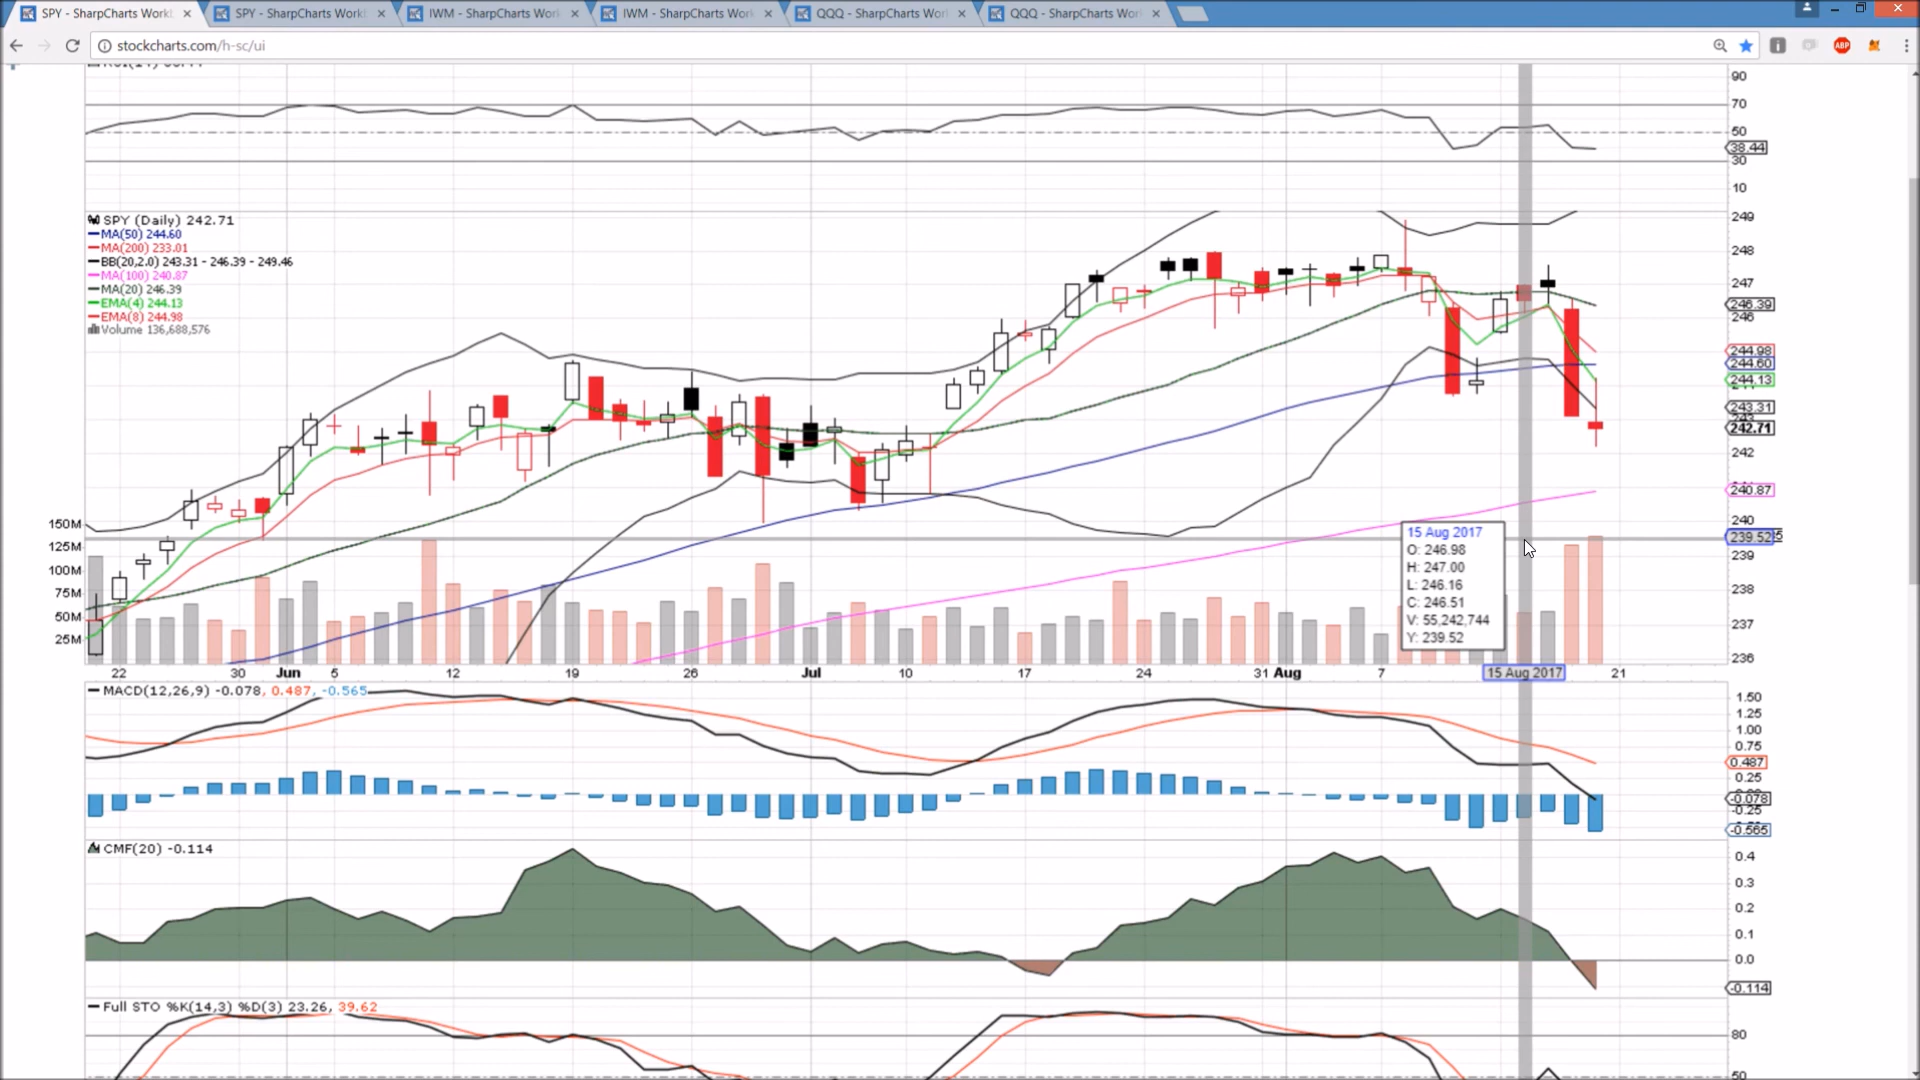 SPY - SharpCharts Work
SPY - SharpCharts Work
IWM - SharpCharts Work
IWM - SharpCharts Work
QQQ - SharpCharts Wor
QQQ - SharpCharts Wor
stockcharts.com/h-sc/ui
ABP
90
70
50
38.44
30
10
SPY (Daily) 242.71
MA(50) 244.60
MA(200) 233.01
BB(20,2.0) 243.31 - 246.39 - 249.46
MA(100) 240.87
MA(20) 246.39
EMA(4) 244.13
EMA(8) 244.98
Volume 136,688,576
249
248
247
246.39
246
244.98
244.60
244.13
243.31
242.71
242
240.87
240
239.52
239
238
237
236
150M
125M
100M
75M
50M
25M
15 Aug 2017
O: 246.98
H: 247.00
L: 246.16
C: 246.51
V: 55,242,744
Y: 239.52
22 30 Jun 5 12 19 26 Jul 10 17 24 31 Aug 7 15 Aug 2017 21
MACD(12,26,9) -0.078, 0.487, -0.565
1.50
1.25
1.00
0.75
0.487
0.25
-0.078
-0.25
-0.565
CMF(20) -0.114
0.4
0.3
0.2
0.1
0.0
-0.114
Full STO %K(14,3) %D(3) 23.26, 39.62
80
50